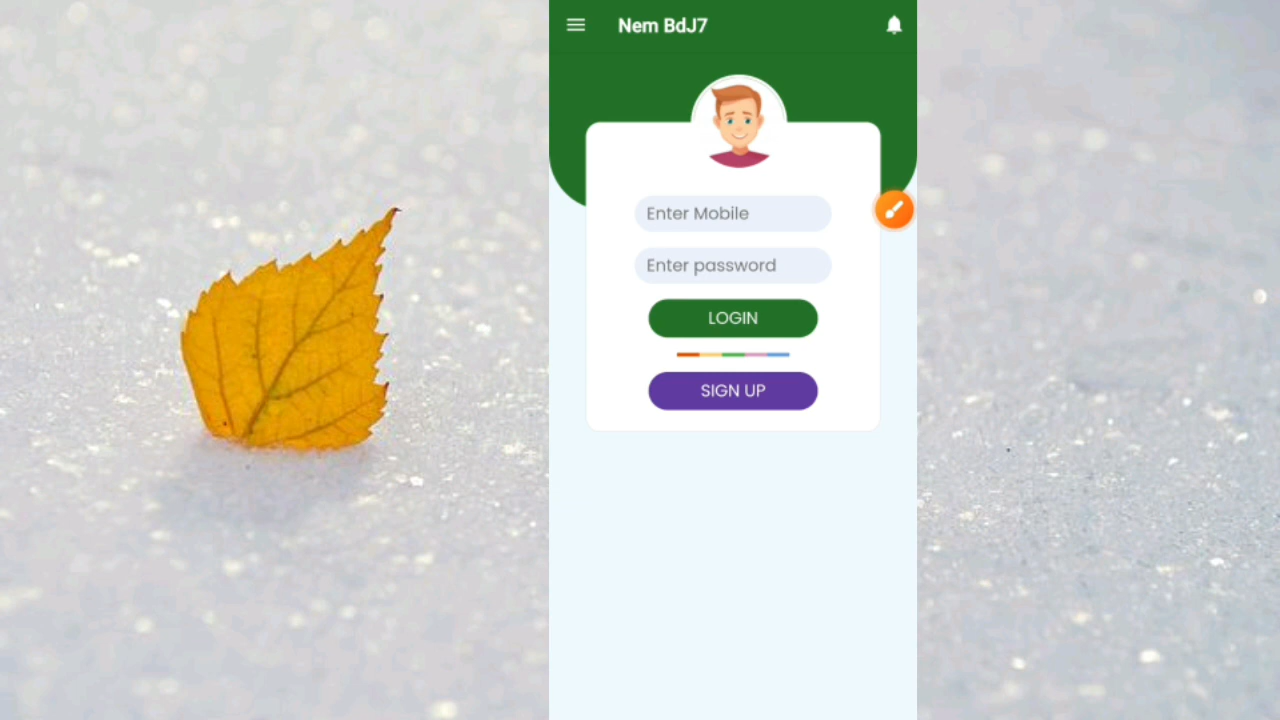 Nem BdJ7
Enter Mobile
Enter password
LOGIN
SIGN UP